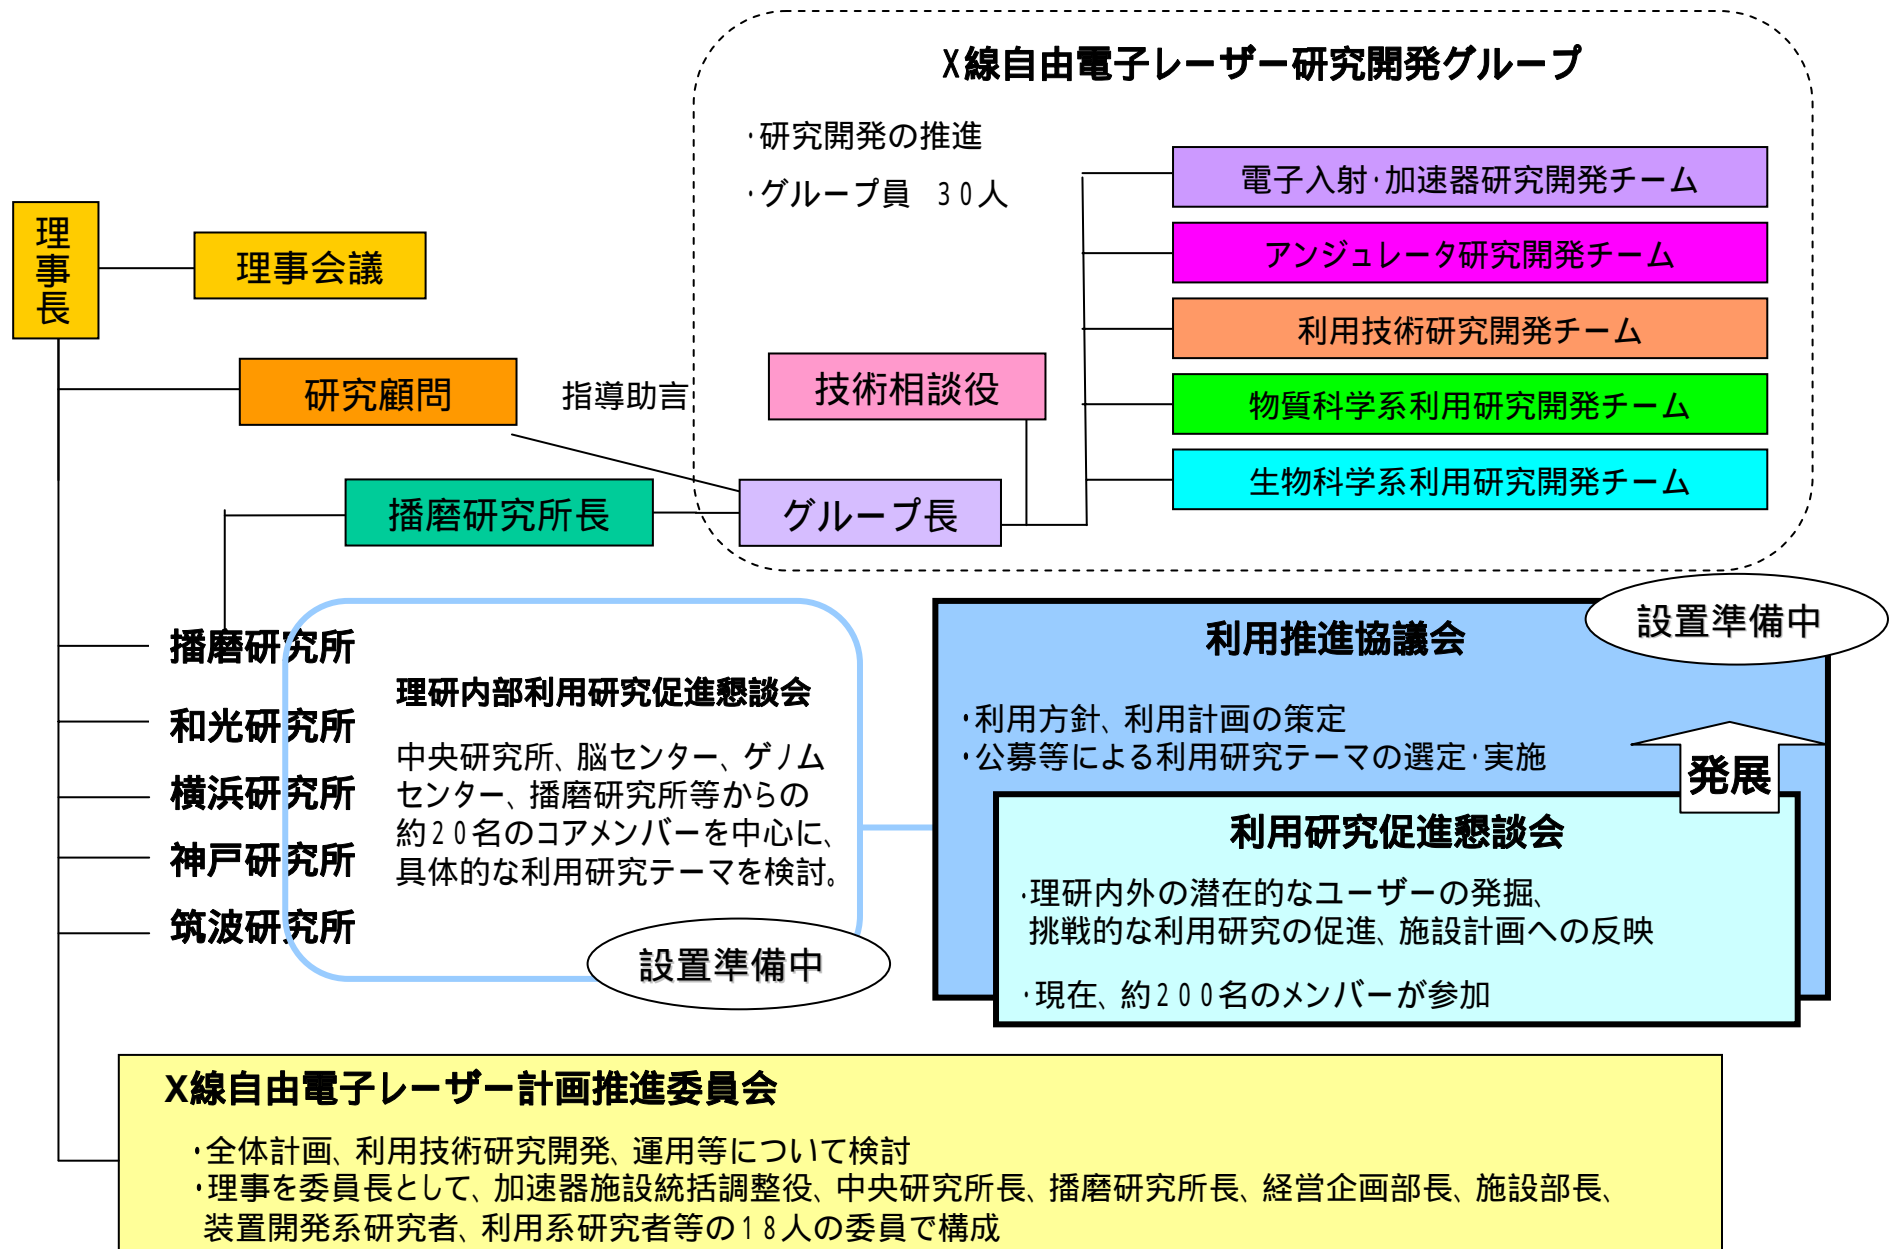 X線自由電子レーザー研究開発グループ
・研究開発の推進
・グループ員　30人
電子入射・加速器研究開発チーム
アンジュレータ研究開発チーム
利用技術研究開発チーム
物質科学系利用研究開発チーム
生物科学系利用研究開発チーム
理事長
理事会議
研究顧問
指導助言
技術相談役
播磨研究所長
グループ長
播磨研究所
和光研究所
横浜研究所
神戸研究所
筑波研究所
理研内部利用研究促進懇談会
中央研究所、脳センター、ゲノム
センター、播磨研究所等からの
約20名のコアメンバーを中心に、
具体的な利用研究テーマを検討。
設置準備中
利用推進協議会
設置準備中
・利用方針、利用計画の策定
・公募等による利用研究テーマの選定・実施
発展
利用研究促進懇談会
・理研内外の潜在的なユーザーの発掘、
挑戦的な利用研究の促進、施設計画への反映
・現在、約200名のメンバーが参加
X線自由電子レーザー計画推進委員会
・全体計画、利用技術研究開発、運用等について検討
・理事を委員長として、加速器施設統括調整役、中央研究所長、播磨研究所長、経営企画部長、施設部長、
装置開発系研究者、利用系研究者等の18人の委員で構成